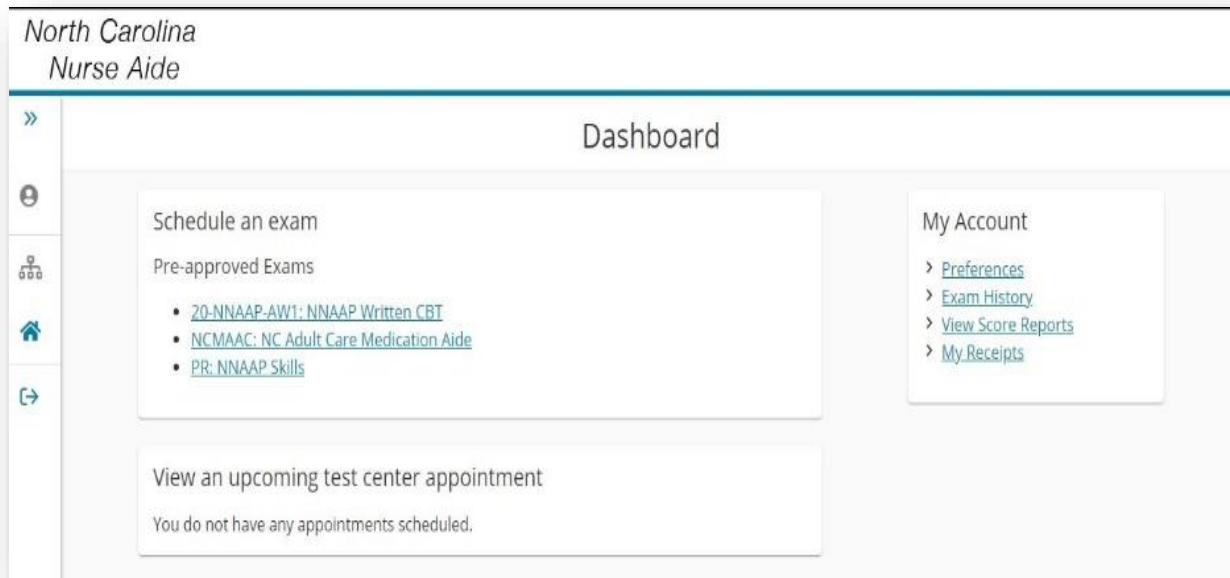 North Carolina
Nurse Aide
Dashboard
Schedule an exam
Pre-approved Exams
20-NNAAP-AW1: NNAAP Written CBT
NCMAAC: NC Adult Care Medication Aide
PR: NNAAP Skills
View an upcoming test center appointment
You do not have any appointments scheduled.
My Account
Preferences
Exam History
View Score Reports
My Receipts